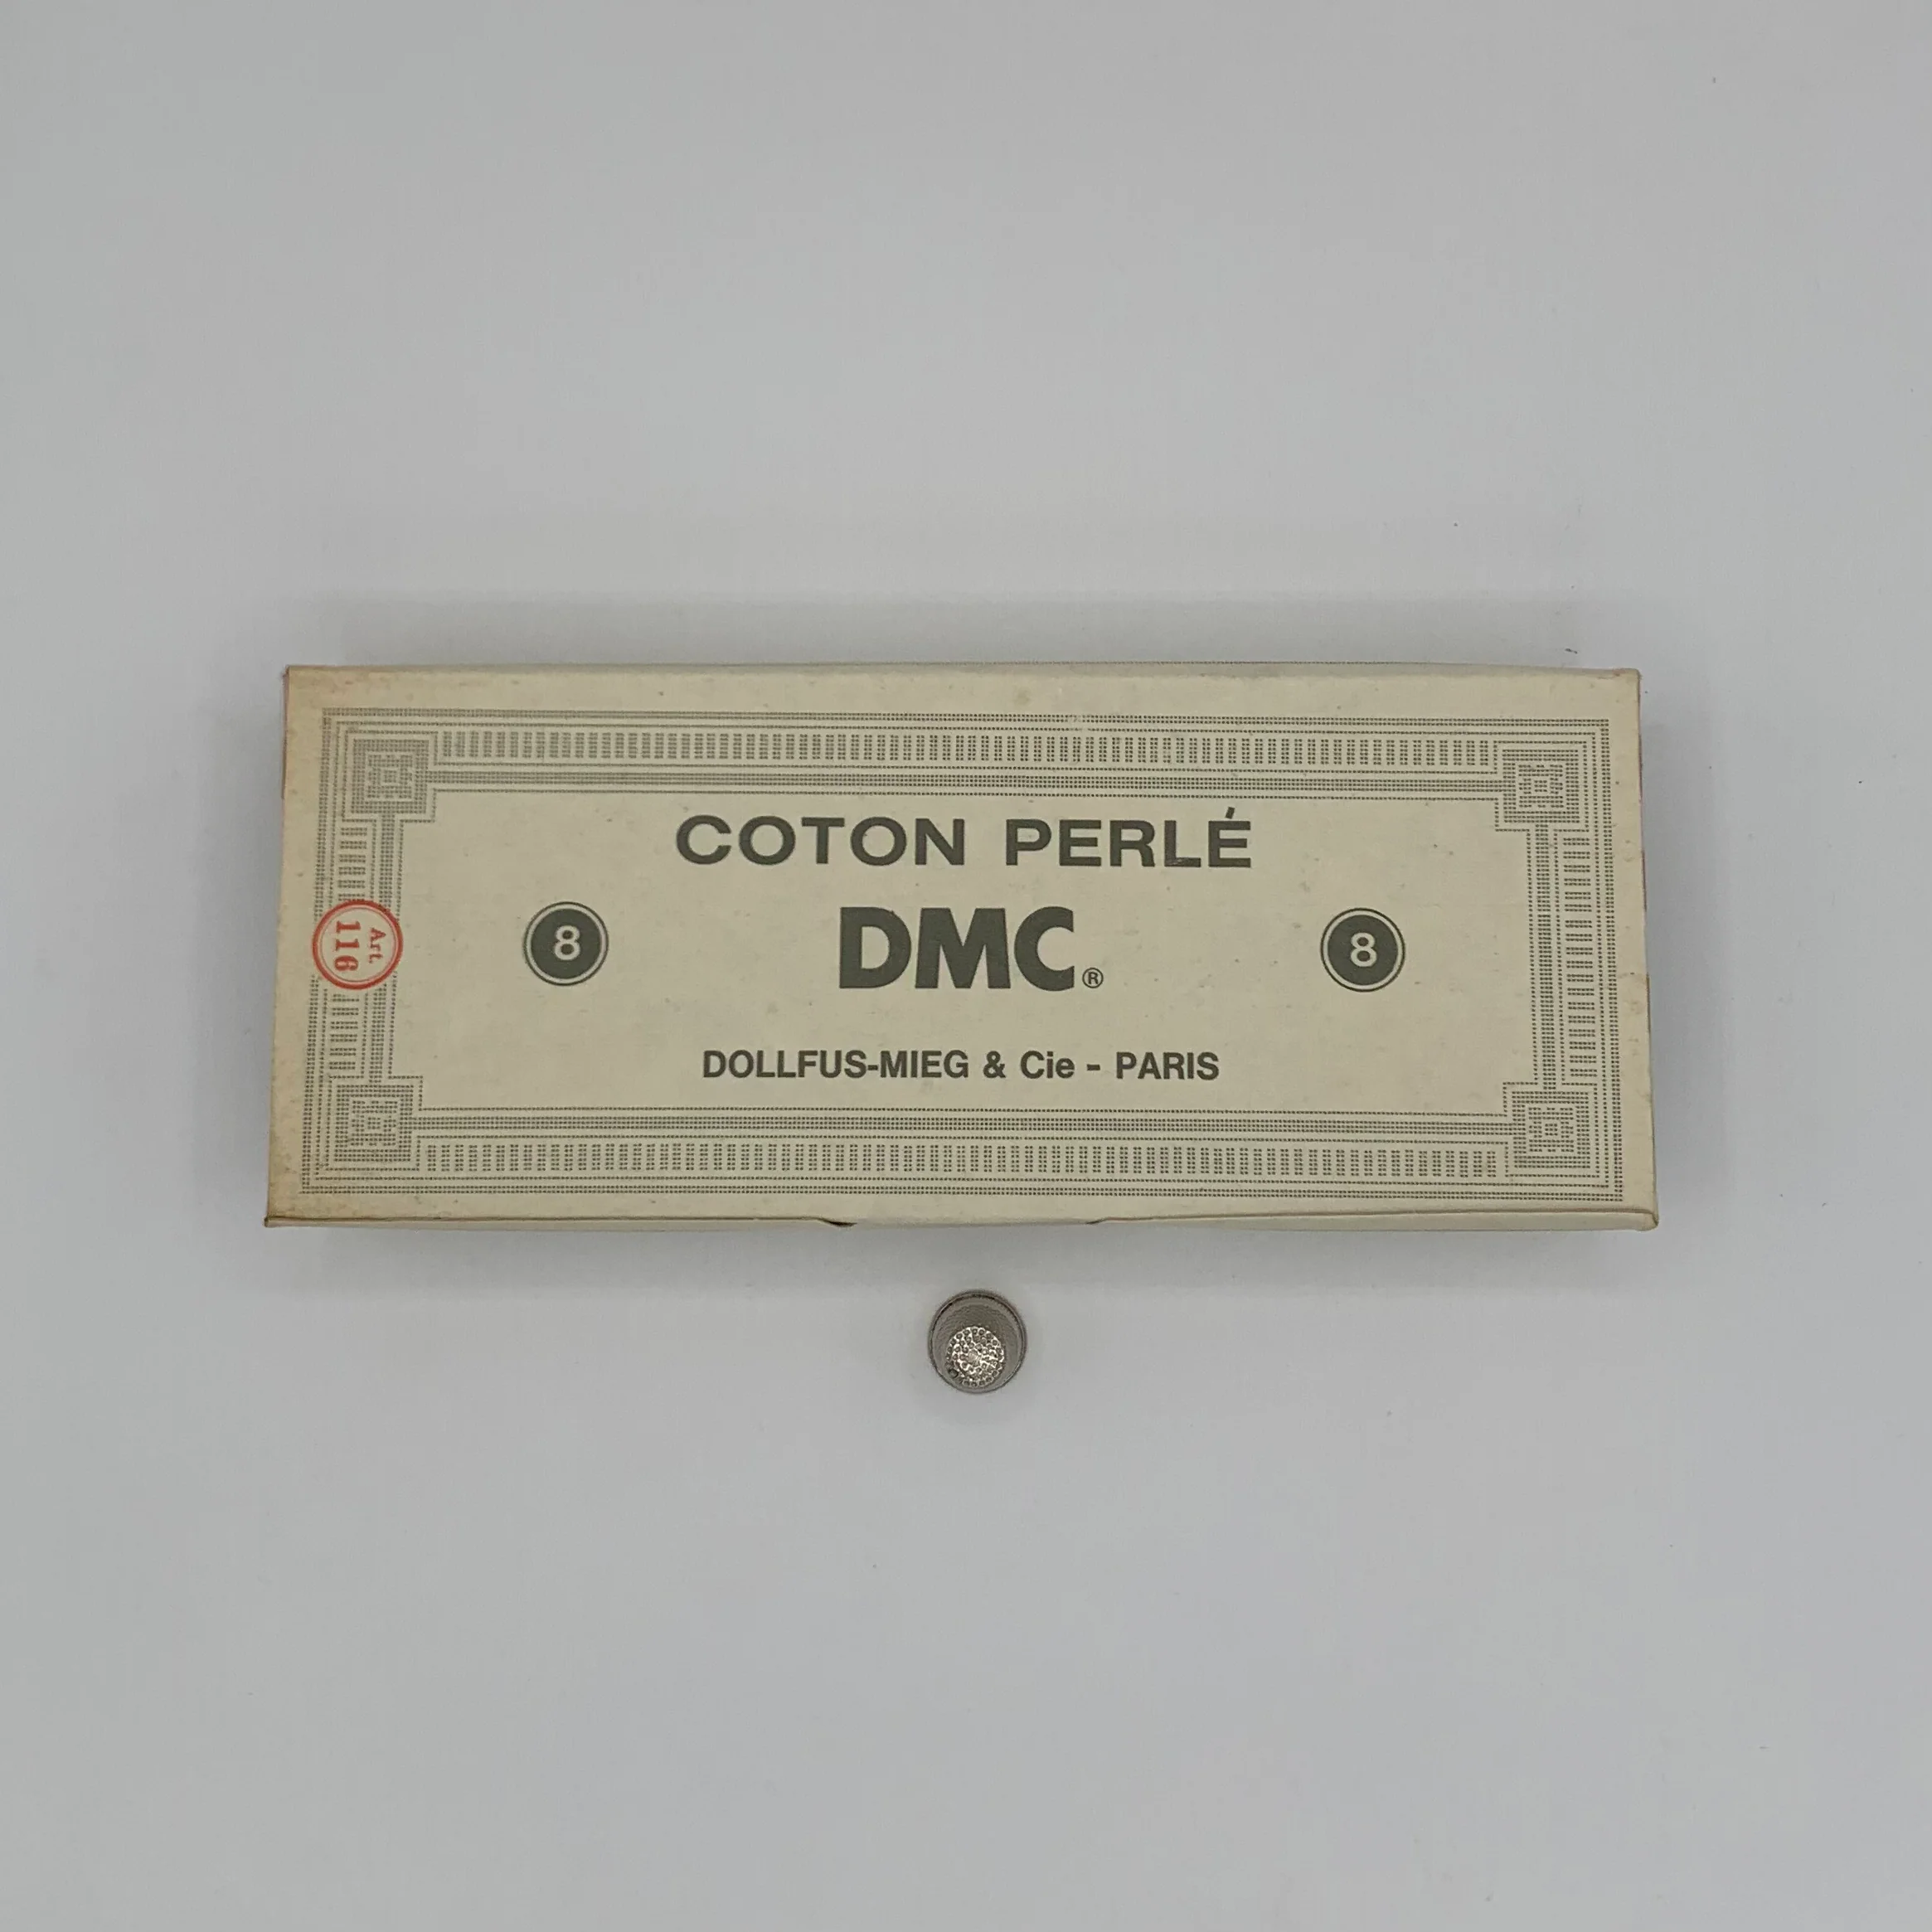 COTON PERLÉ
8 DMC® 8
Art.
116
DOLLFUS-MIEG & Cie - PARIS